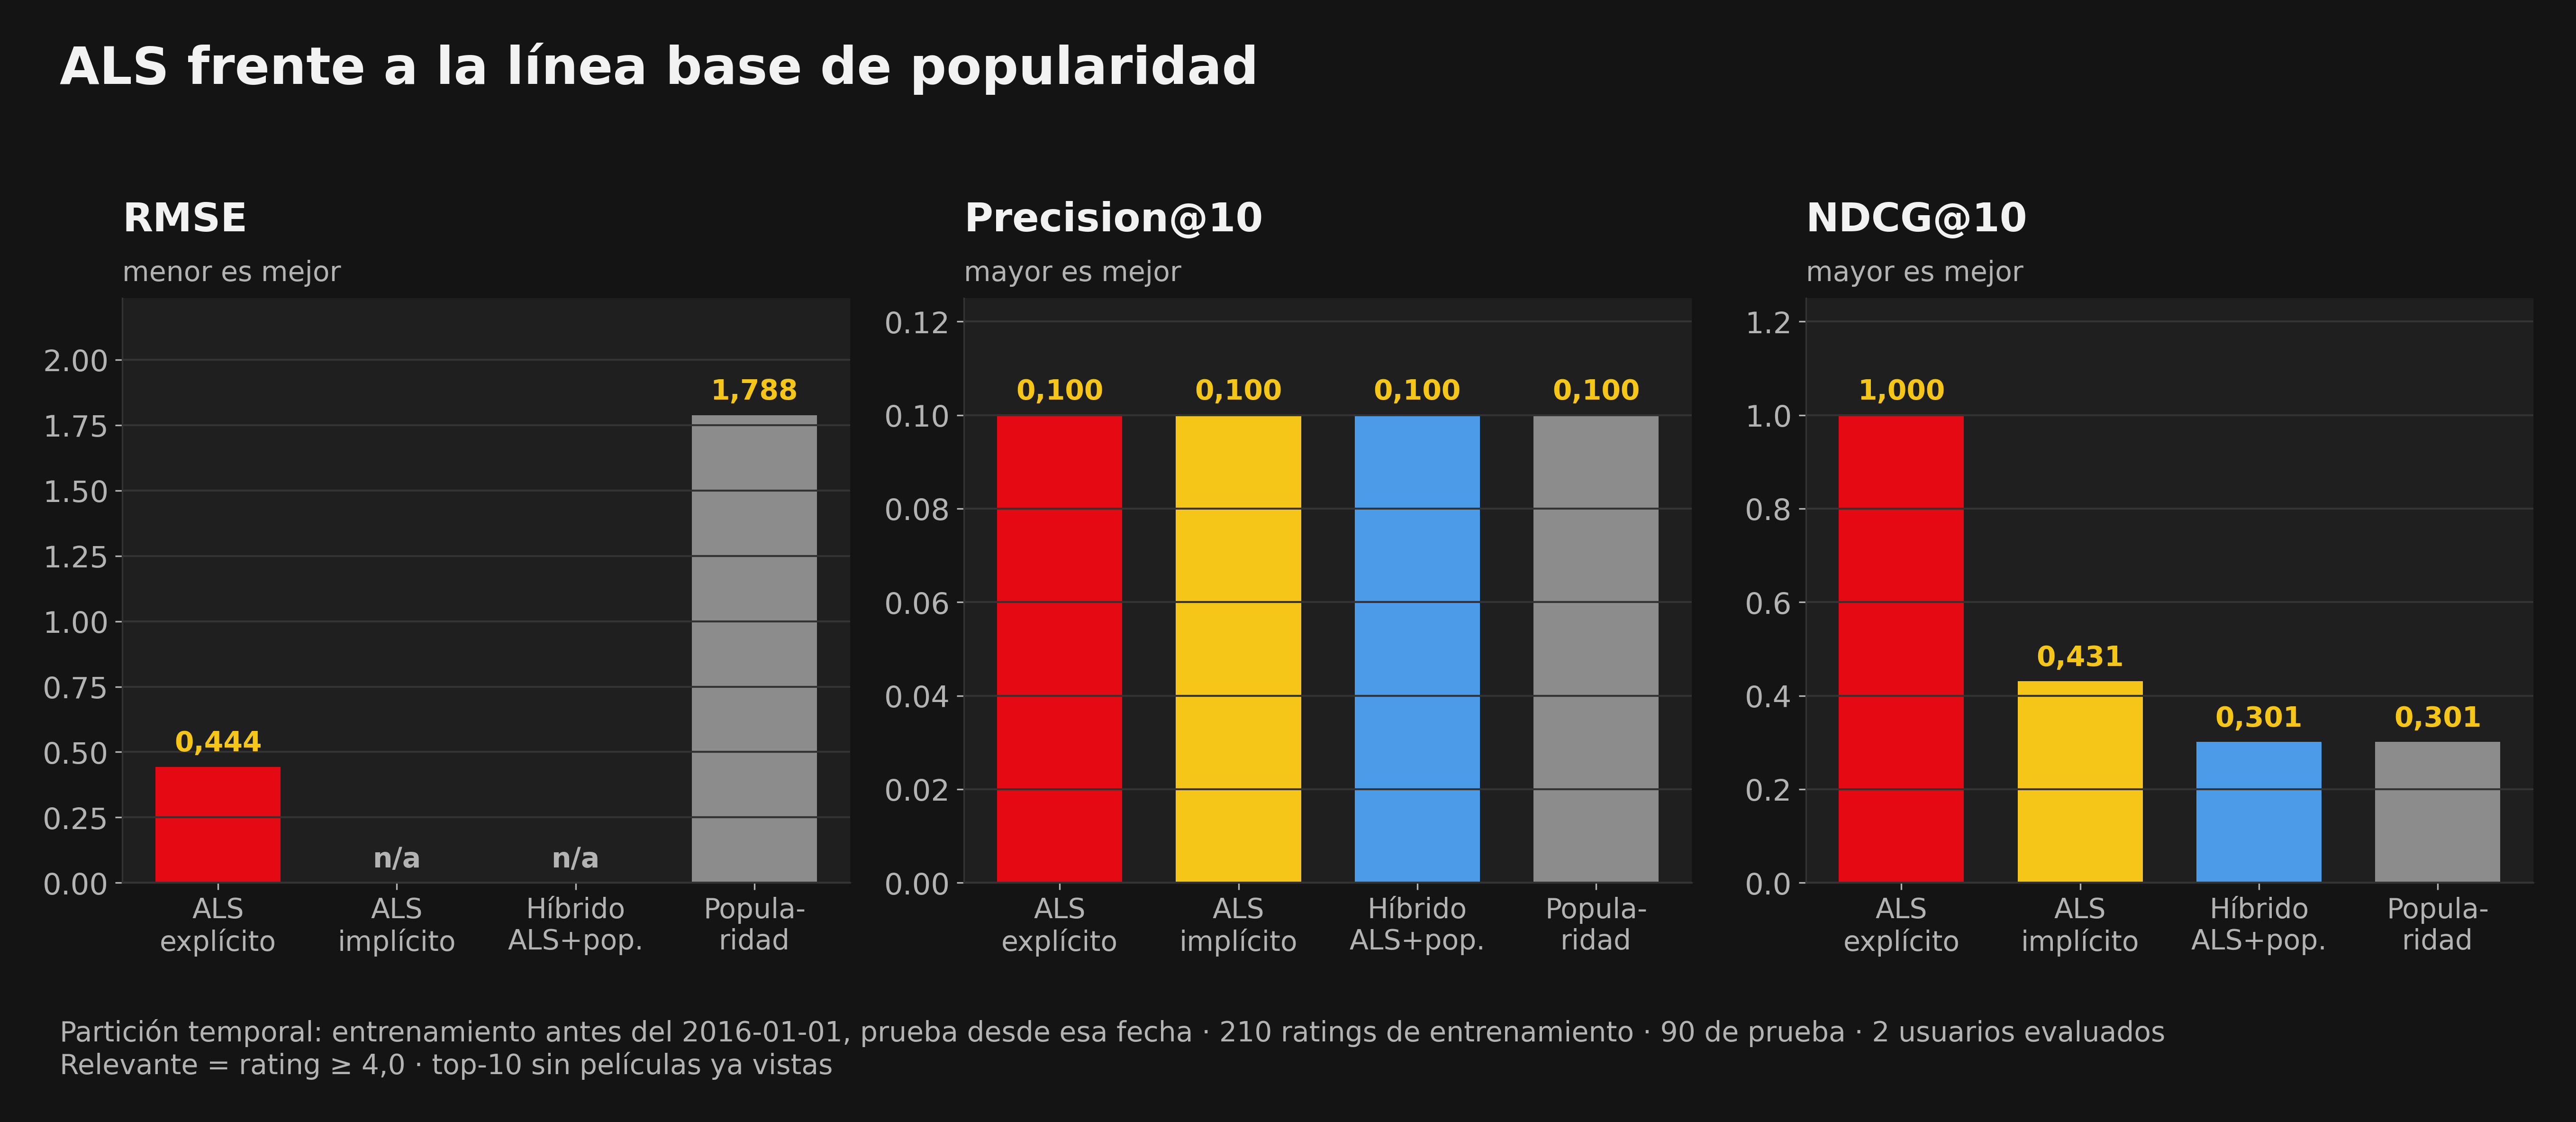 ALS frente a la línea base de popularidad
RMSE
menor es mejor
2.00
1.75
1.50
1.25
1.00
0.75
0.50
0.25
0.00
0,444
n/a
n/a
1,788
ALS
explícito
ALS
implícito
Híbrido
ALS+pop.
Popula-
ridad
Precision@10
mayor es mejor
0.12
0.10
0.08
0.06
0.04
0.02
0.00
0,100
0,100
0,100
0,100
ALS
explícito
ALS
implícito
Híbrido
ALS+pop.
Popula-
ridad
NDCG@10
mayor es mejor
1.2
1.0
0.8
0.6
0.4
0.2
0.0
1,000
0,431
0,301
0,301
ALS
explícito
ALS
implícito
Híbrido
ALS+pop.
Popula-
ridad
Partición temporal: entrenamiento antes del 2016-01-01, prueba desde esa fecha · 210 ratings de entrenamiento · 90 de prueba · 2 usuarios evaluados
Relevante = rating ≥ 4,0 · top-10 sin películas ya vistas